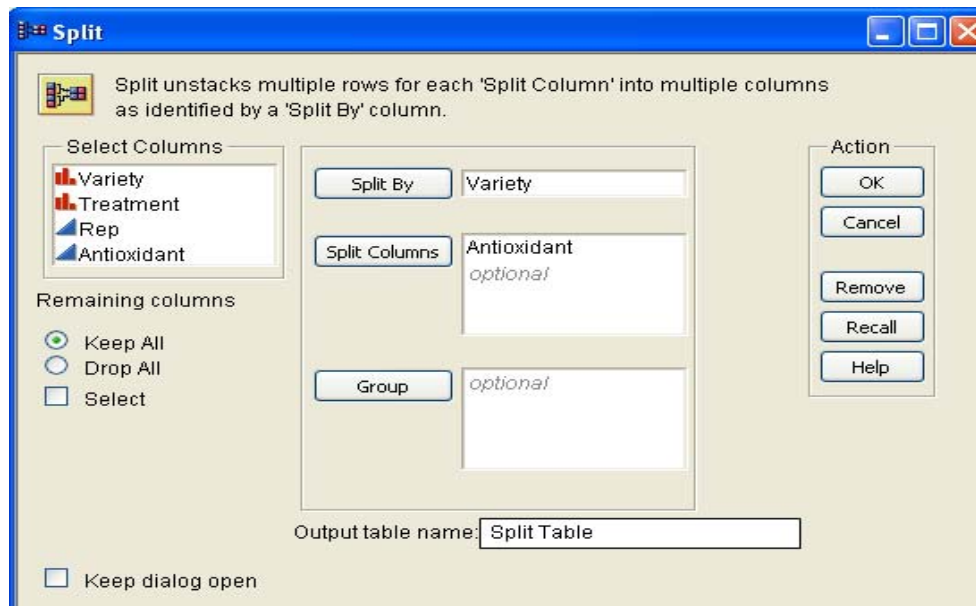 Split
Split unstacks multiple rows for each 'Split Column' into multiple columns
as identified by a 'Split By' column.
Select Columns
Variety
Treatment
Rep
Antioxidant
Remaining columns
Keep All
Drop All
Select
Split By
Variety
Split Columns
Antioxidant
optional
Group
optional
Action
OK
Cancel
Remove
Recall
Help
Output table name:
Split Table
Keep dialog open